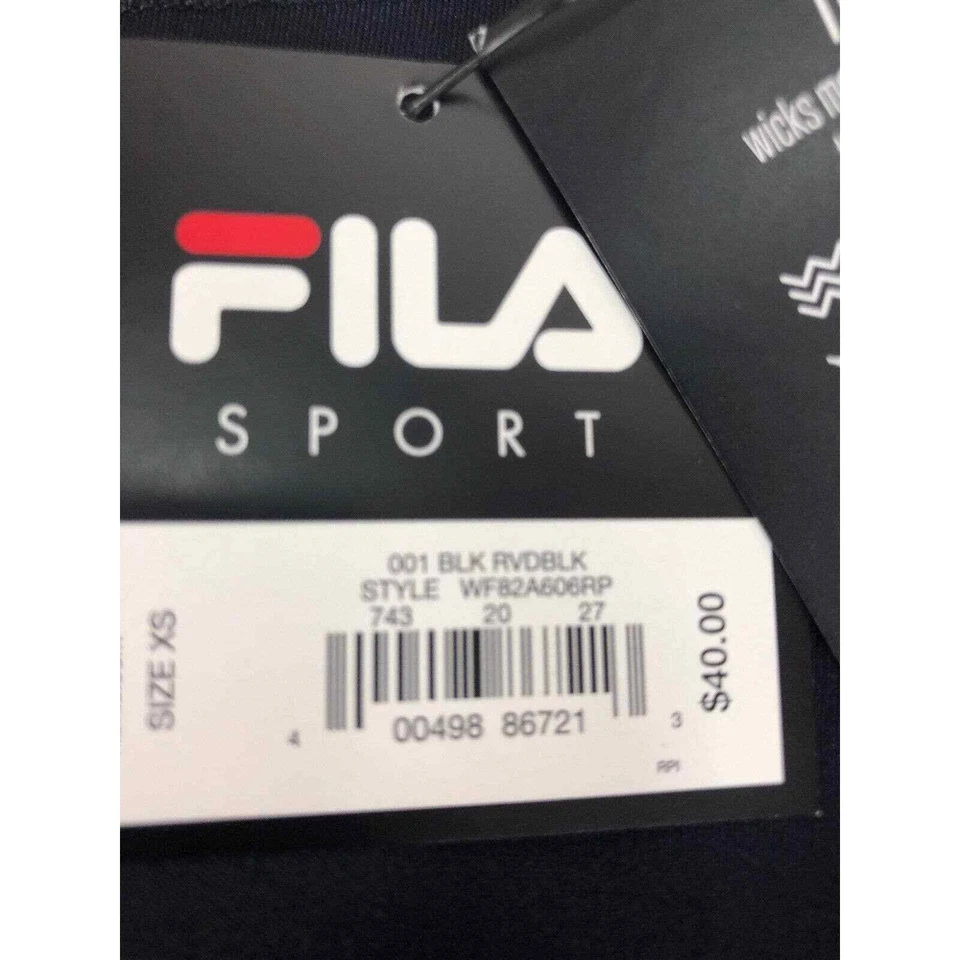 FILA
SPORT
wicks
001 BLK RVDBLK
STYLE WF82A606RP
743 20 27
SIZE XS
$40.00
4 00498 86721 3
RPI